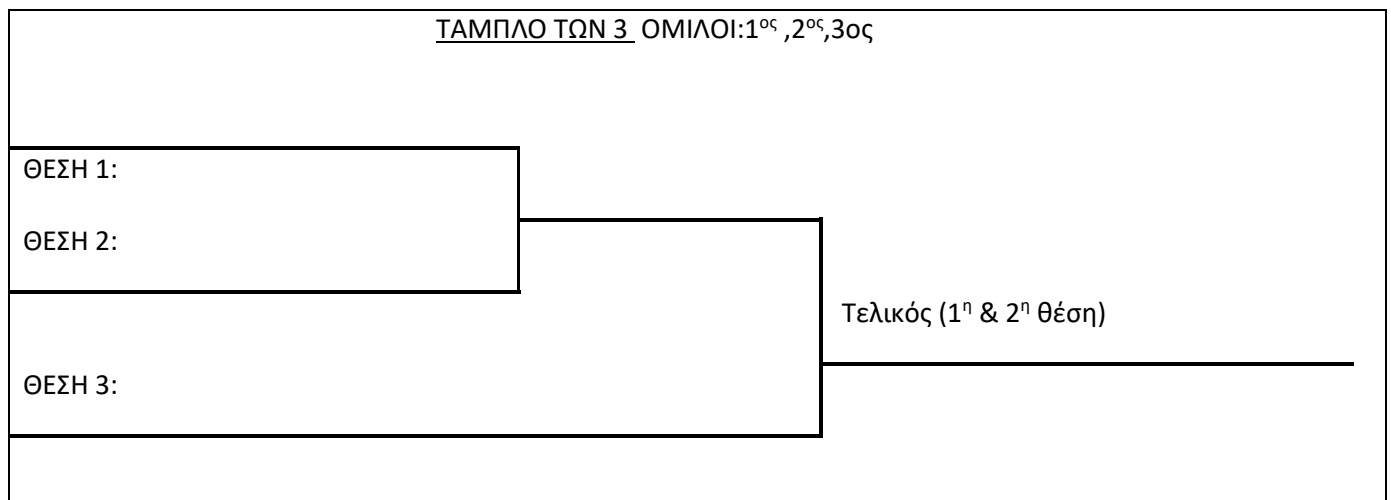 ΤΑΜΠΛΟ ΤΩΝ 3 ΟΜΙΛΟΙ:1ος ,2ος,3ος
ΘΕΣΗ 1:
ΘΕΣΗ 2:
Τελικός (1η & 2η θέση)
ΘΕΣΗ 3: